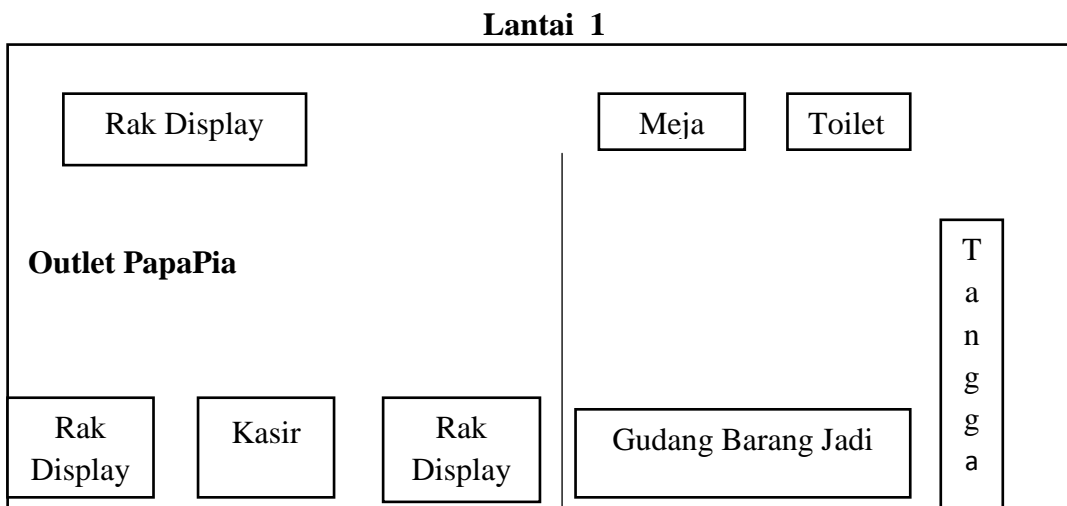 Lantai 1
Rak Display
Meja
Toilet
Outlet PapaPia
Rak
Display
Kasir
Rak
Display
Gudang Barang Jadi
T
a
n
g
g
a